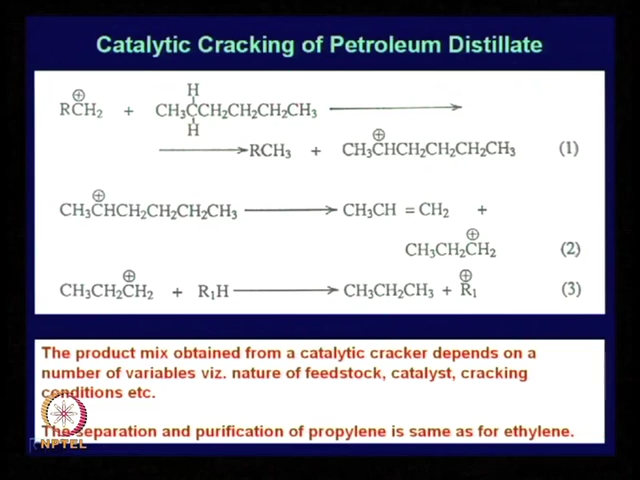 Catalytic Cracking of Petroleum Distillate
⊕ H
RCH2 + CH3CCH2CH2CH2CH3 ⟶
H ⊕
⟶ RCH3 + CH3CHCH2CH2CH2CH3 (1)
⊕
CH3CHCH2CH2CH2CH3 ⟶ CH3CH = CH2 +
⊕
CH3CH2CH2 (2)
⊕ ⊕
CH3CH2CH2 + R1H ⟶ CH3CH2CH3 + R1 (3)
The product mix obtained from a catalytic cracker depends on a
number of variables viz. nature of feedstock, catalyst, cracking
conditions etc.
The separation and purification of propylene is same as for ethylene.
NPTEL